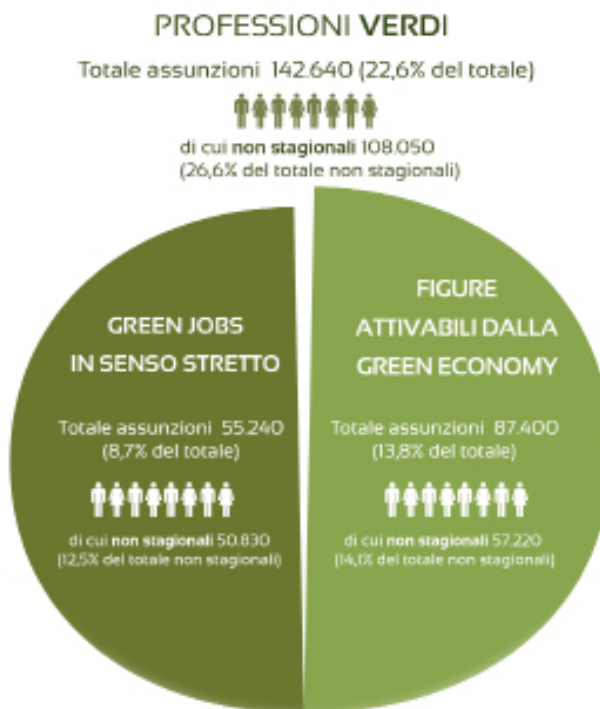 PROFESSIONI VERDI
Totale assunzioni 142.640 (22,6% del totale)
di cui non stagionali 108.050
(26,6% del totale non stagionali)
GREEN JOBS
IN SENSO STRETTO
Totale assunzioni 55.240
(8,7% del totale)
di cui non stagionali 50.830
(12,5% del totale non stagionali)
FIGURE
ATTIVABILI DALLA
GREEN ECONOMY
Totale assunzioni 87.400
(13,8% del totale)
di cui non stagionali 57.220
(14,1% del totale non stagionali)